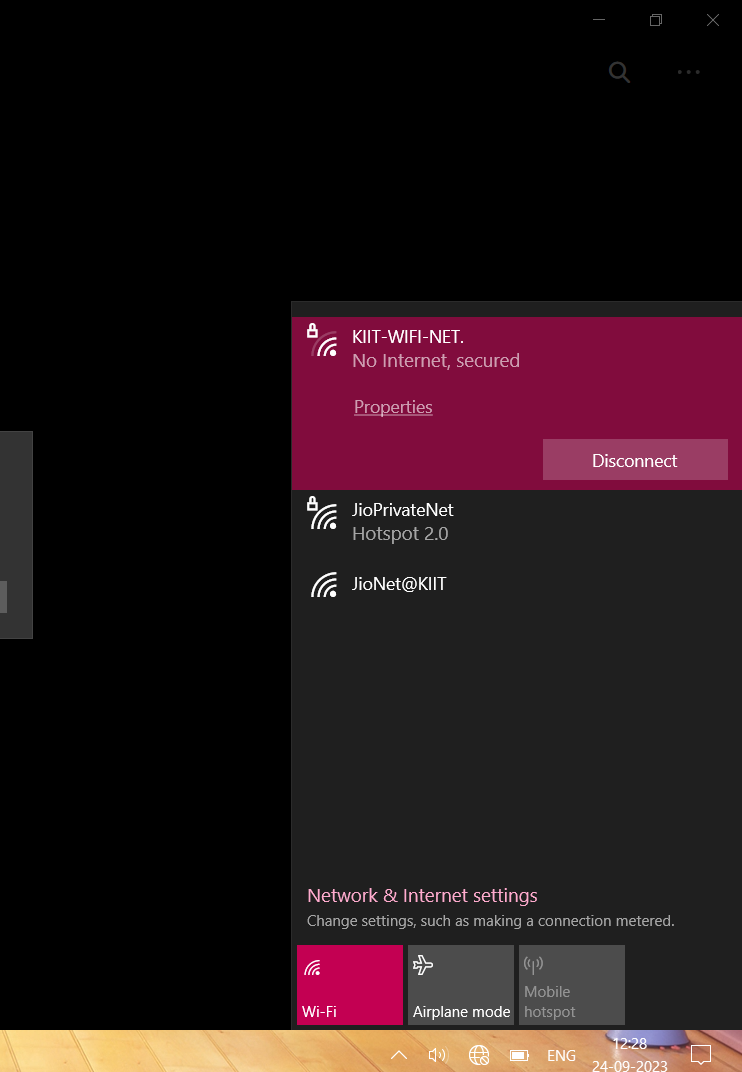 KIIT-WIFI-NET.
No Internet, secured
Properties
Disconnect
JioPrivateNet
Hotspot 2.0
JioNet@KIIT
Network & Internet settings
Change settings, such as making a connection metered.
Wi-Fi
Airplane mode
Mobile
hotspot
ENG
12:28
24-09-2023